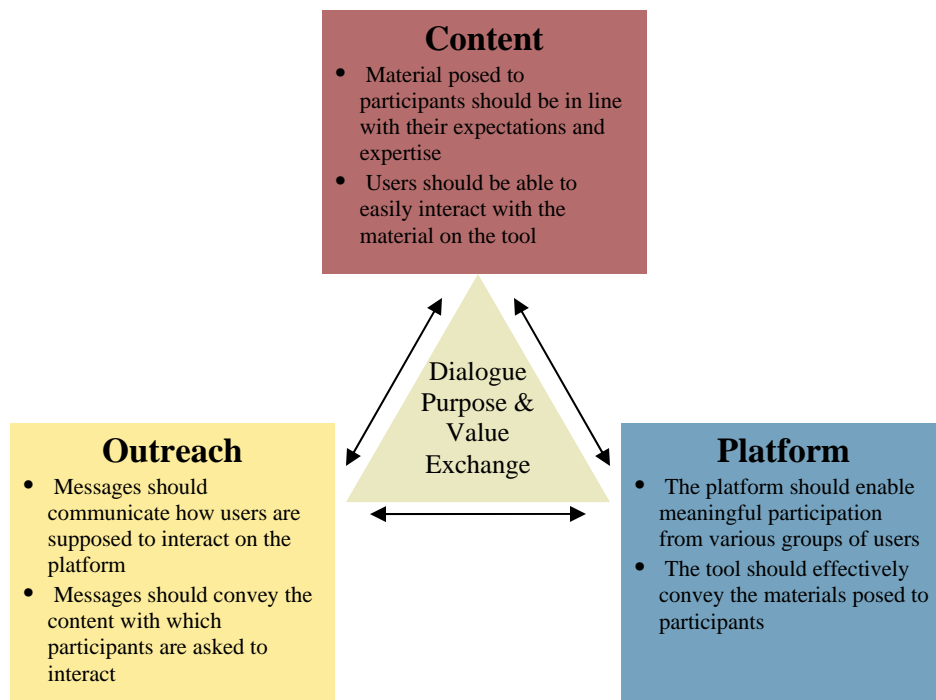 Content
• Material posed to
participants should be in line
with their expectations and
expertise
• Users should be able to
easily interact with the
material on the tool
Dialogue
Purpose &
Value
Exchange
Outreach
• Messages should
communicate how users are
supposed to interact on the
platform
• Messages should convey the
content with which
participants are asked to
interact
Platform
• The platform should enable
meaningful participation
from various groups of users
• The tool should effectively
convey the materials posed to
participants